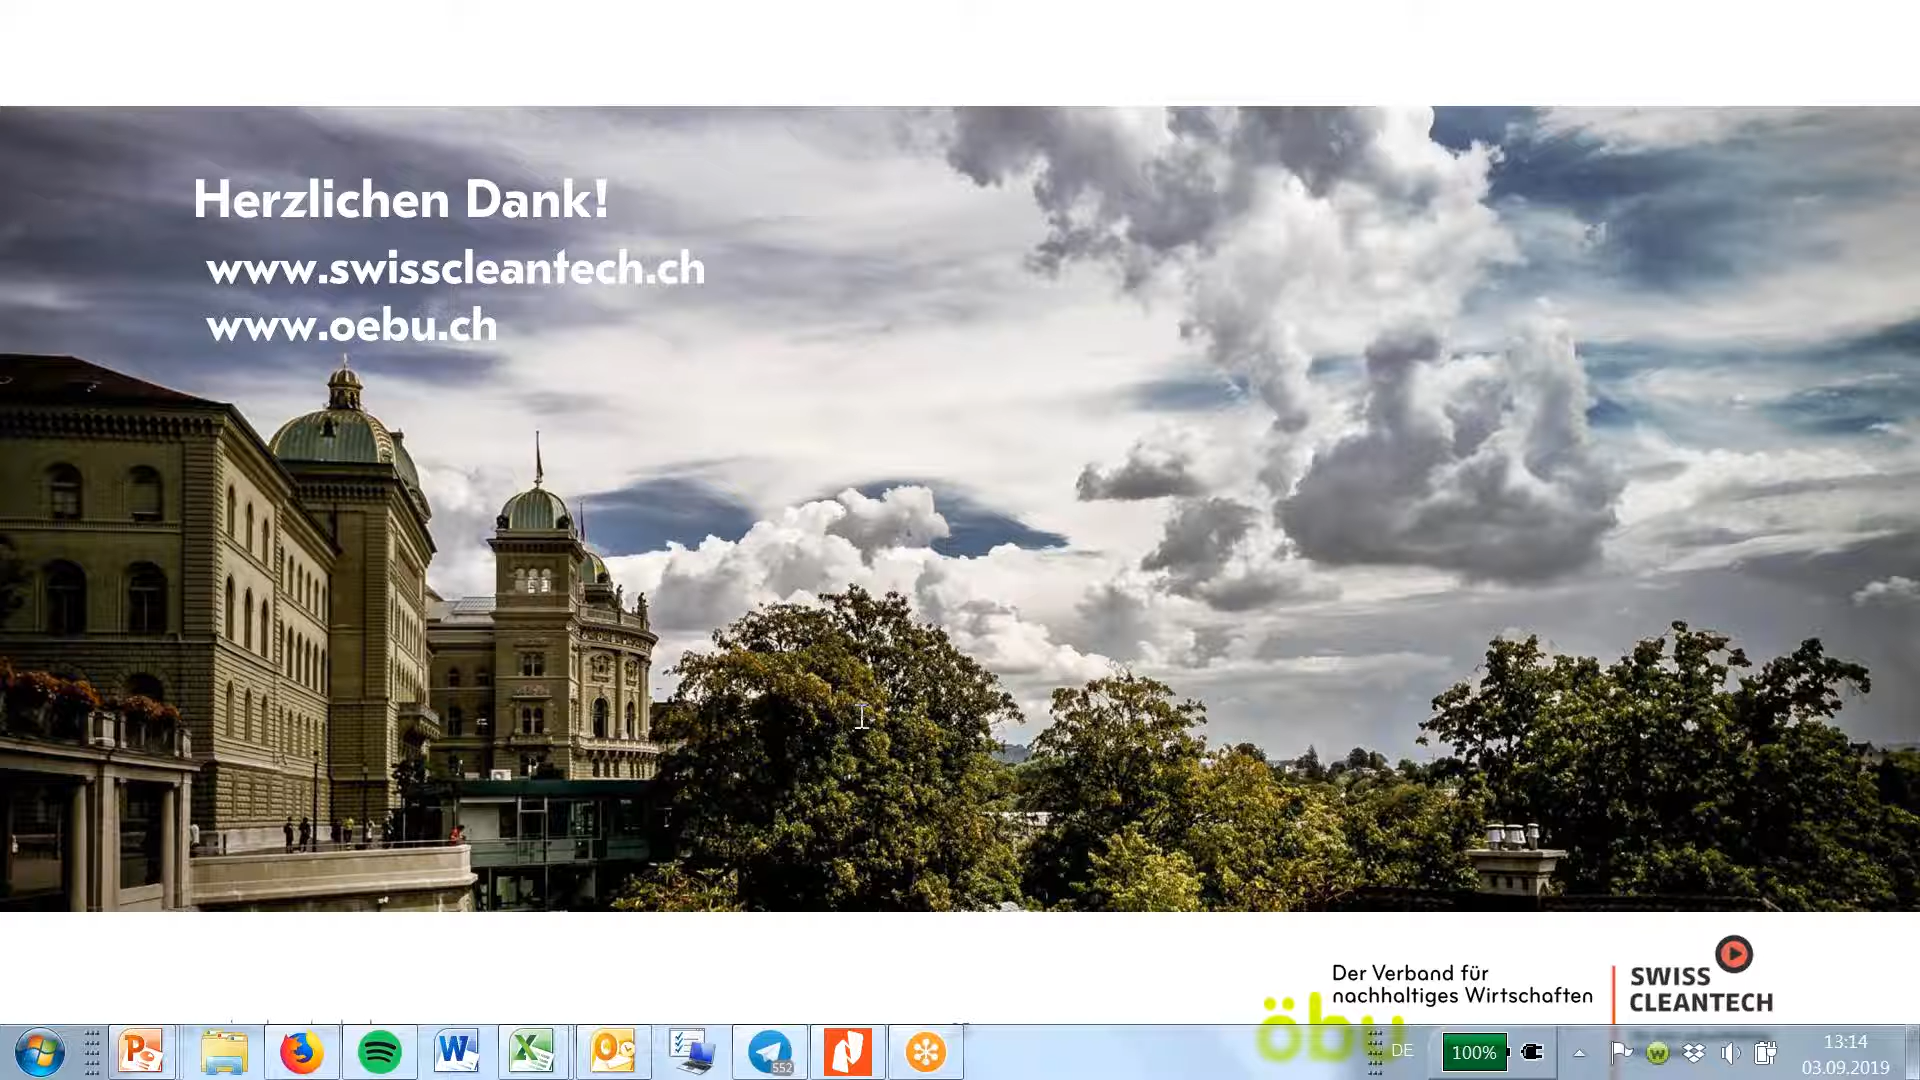 Herzlichen Dank!
www.swisscleantech.ch
www.oebu.ch
Der Verband für
nachhaltiges Wirtschaften
öbu
SWISS
CLEANTECH
552
DE
100%
13:14
03.09.2019